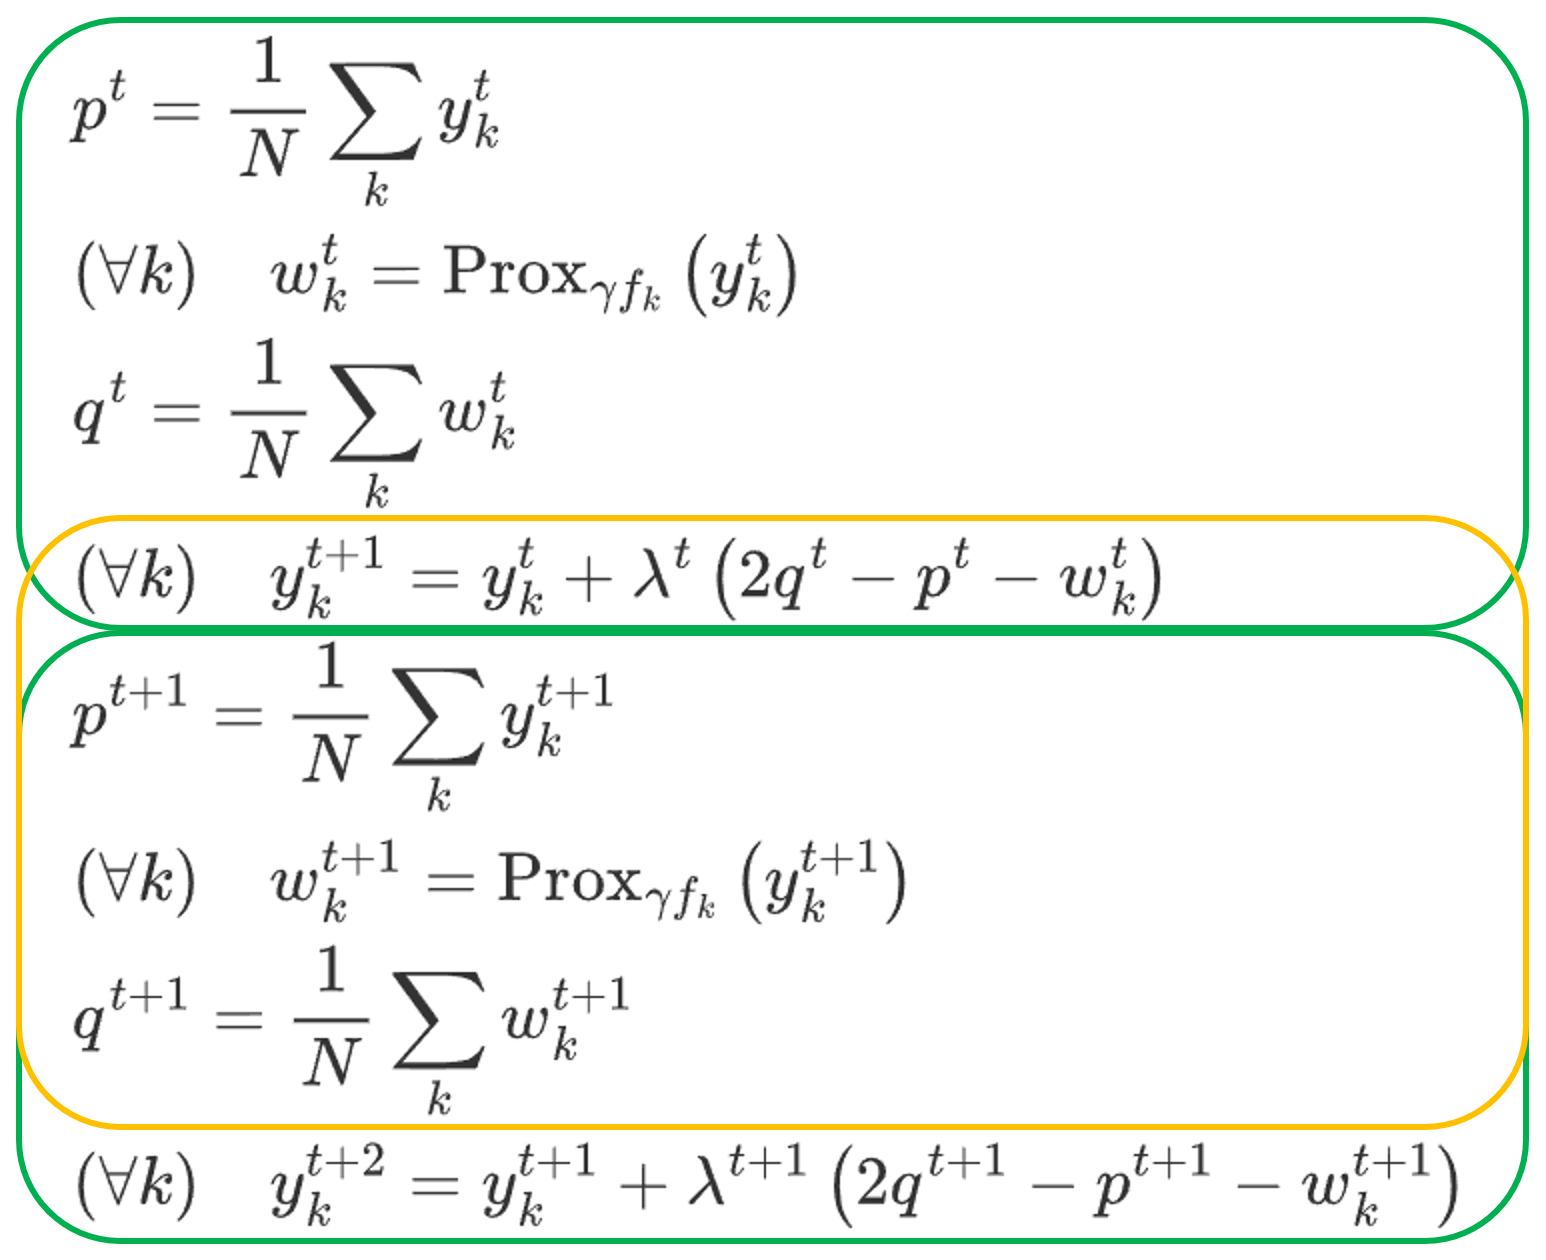 $p^t = \frac{1}{N} \sum_k y_k^t$
$(\forall k) \quad w_k^t = \mathrm{Prox}_{\gamma f_k} \left( y_k^t \right)$
$q^t = \frac{1}{N} \sum_k w_k^t$
$(\forall k) \quad y_k^{t+1} = y_k^t + \lambda^t \left( 2q^t - p^t - w_k^t \right)$
$p^{t+1} = \frac{1}{N} \sum_k y_k^{t+1}$
$(\forall k) \quad w_k^{t+1} = \mathrm{Prox}_{\gamma f_k} \left( y_k^{t+1} \right)$
$q^{t+1} = \frac{1}{N} \sum_k w_k^{t+1}$
$(\forall k) \quad y_k^{t+2} = y_k^{t+1} + \lambda^{t+1} \left( 2q^{t+1} - p^{t+1} - w_k^{t+1} \right)$